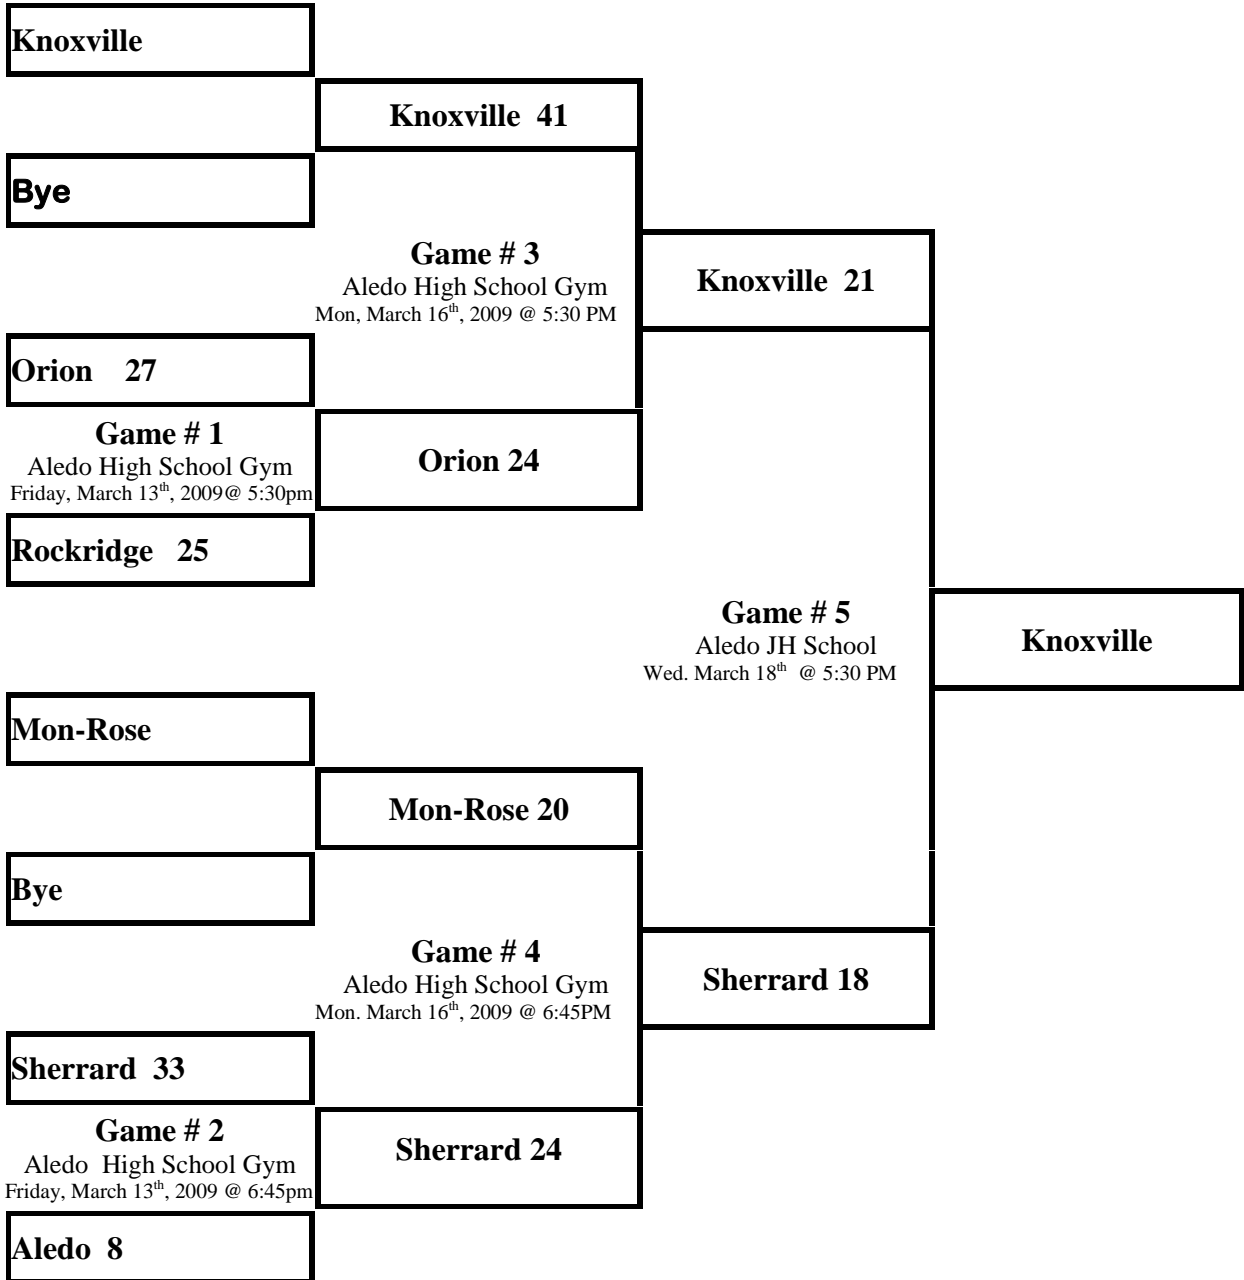 Knoxville
Knoxville 41
Bye
Game # 3
Aledo High School Gym
Mon, March 16th, 2009 @ 5:30 PM
Knoxville 21
Orion 27
Game # 1
Aledo High School Gym
Friday, March 13th, 2009@ 5:30pm
Orion 24
Rockridge 25
Game # 5
Aledo JH School
Wed. March 18th @ 5:30 PM
Knoxville
Mon-Rose
Mon-Rose 20
Bye
Game # 4
Aledo High School Gym
Mon. March 16th, 2009 @ 6:45PM
Sherrard 18
Sherrard 33
Game # 2
Aledo High School Gym
Friday, March 13th, 2009 @ 6:45pm
Sherrard 24
Aledo 8